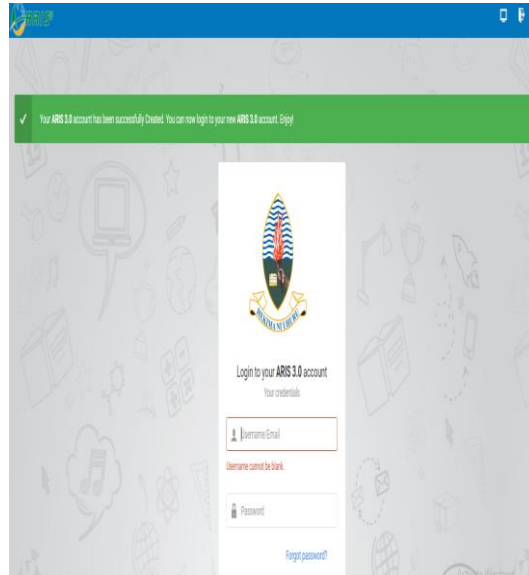 ARIS
Your ARIS 3.0 account has been successfully Created. You can now login to your new ARIS 3.0 account. Enjoy!
HEKIMA NI UHURU
Login to your ARIS 3.0 account
Your credentials
Username/Email
Username cannot be blank.
Password
Forgot password?